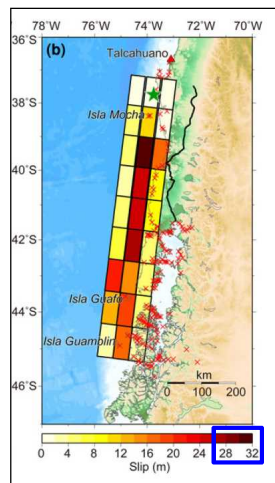 76°W 74°W 72°W 70°W
36°S
(b)
Talcahuano
38°S
Isla Mocha
40°S
42°S
44°S
Isla Guafo
Isla Guamblin
km
46°S
0 100 200
0 4 8 12 16 20 24 28 32
Slip (m)